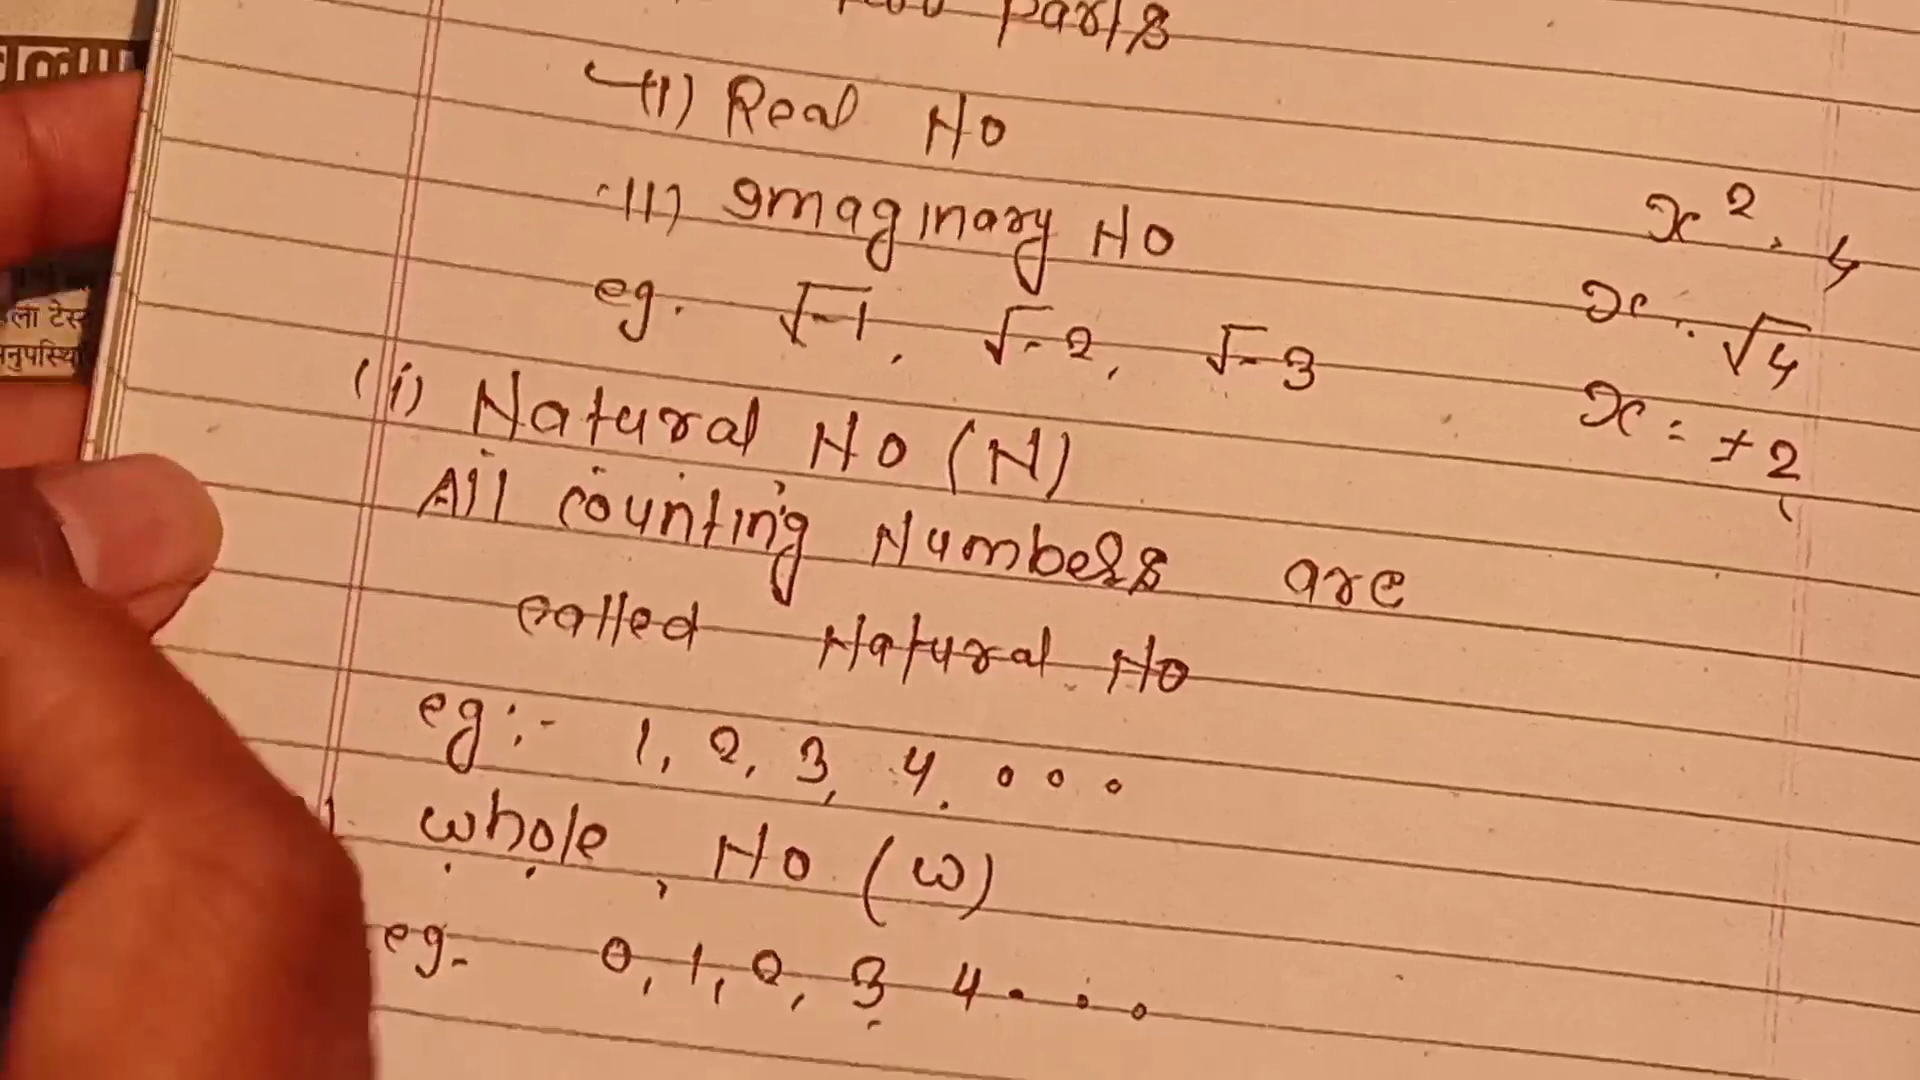 parts
(I) Real No
II) Imaginary No
eg. √-1, √-2, √-3
x² = 4
x = √4
x = ±2
(i) Natural No (N)
All counting Numbers are
called Natural No
eg:- 1, 2, 3, 4, ...
whole No (W)
eg- 0, 1, 2, 3 4 ...
ला टेस्ट